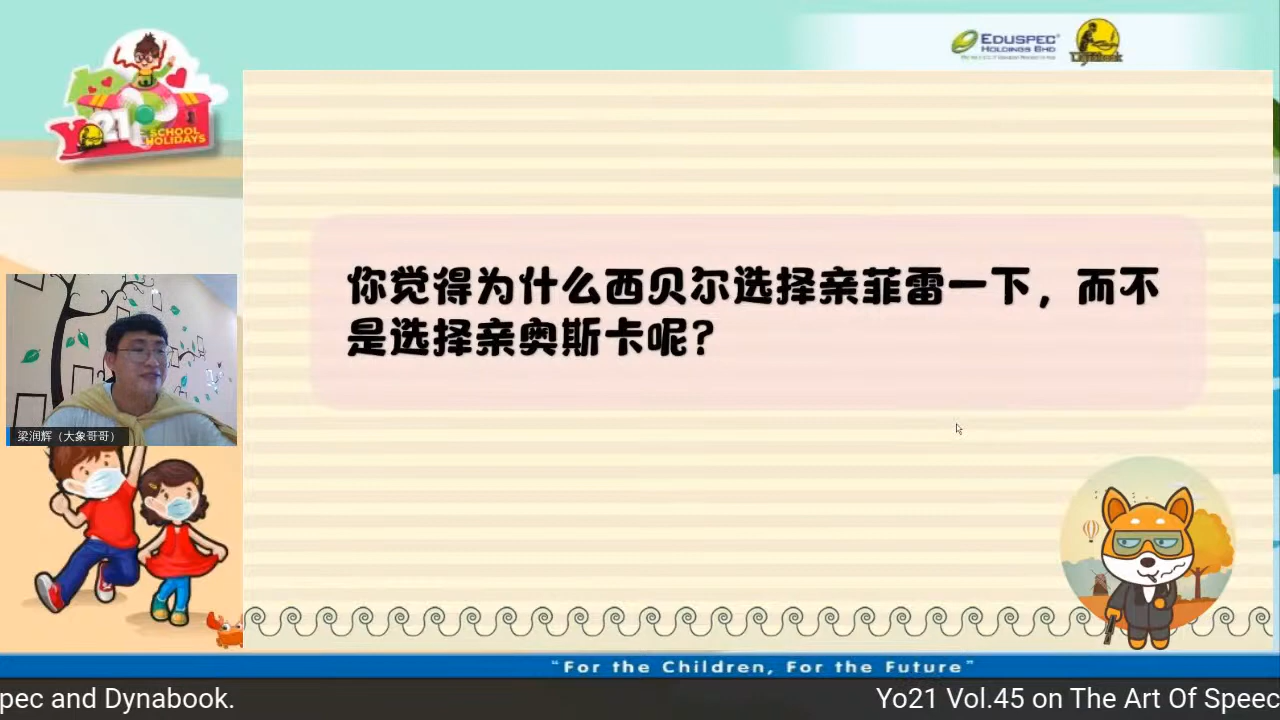 EDUSPEC
HOLDINGS BHD
Yo21
SCHOOL
HOLIDAYS
你觉得为什么西贝尔选择亲菲雷一下，而不
是选择亲奥斯卡呢？
梁润辉（大象哥哥）
“For the Children, For the Future”
pec and Dynabook.
Yo21 Vol.45 on The Art Of Speec